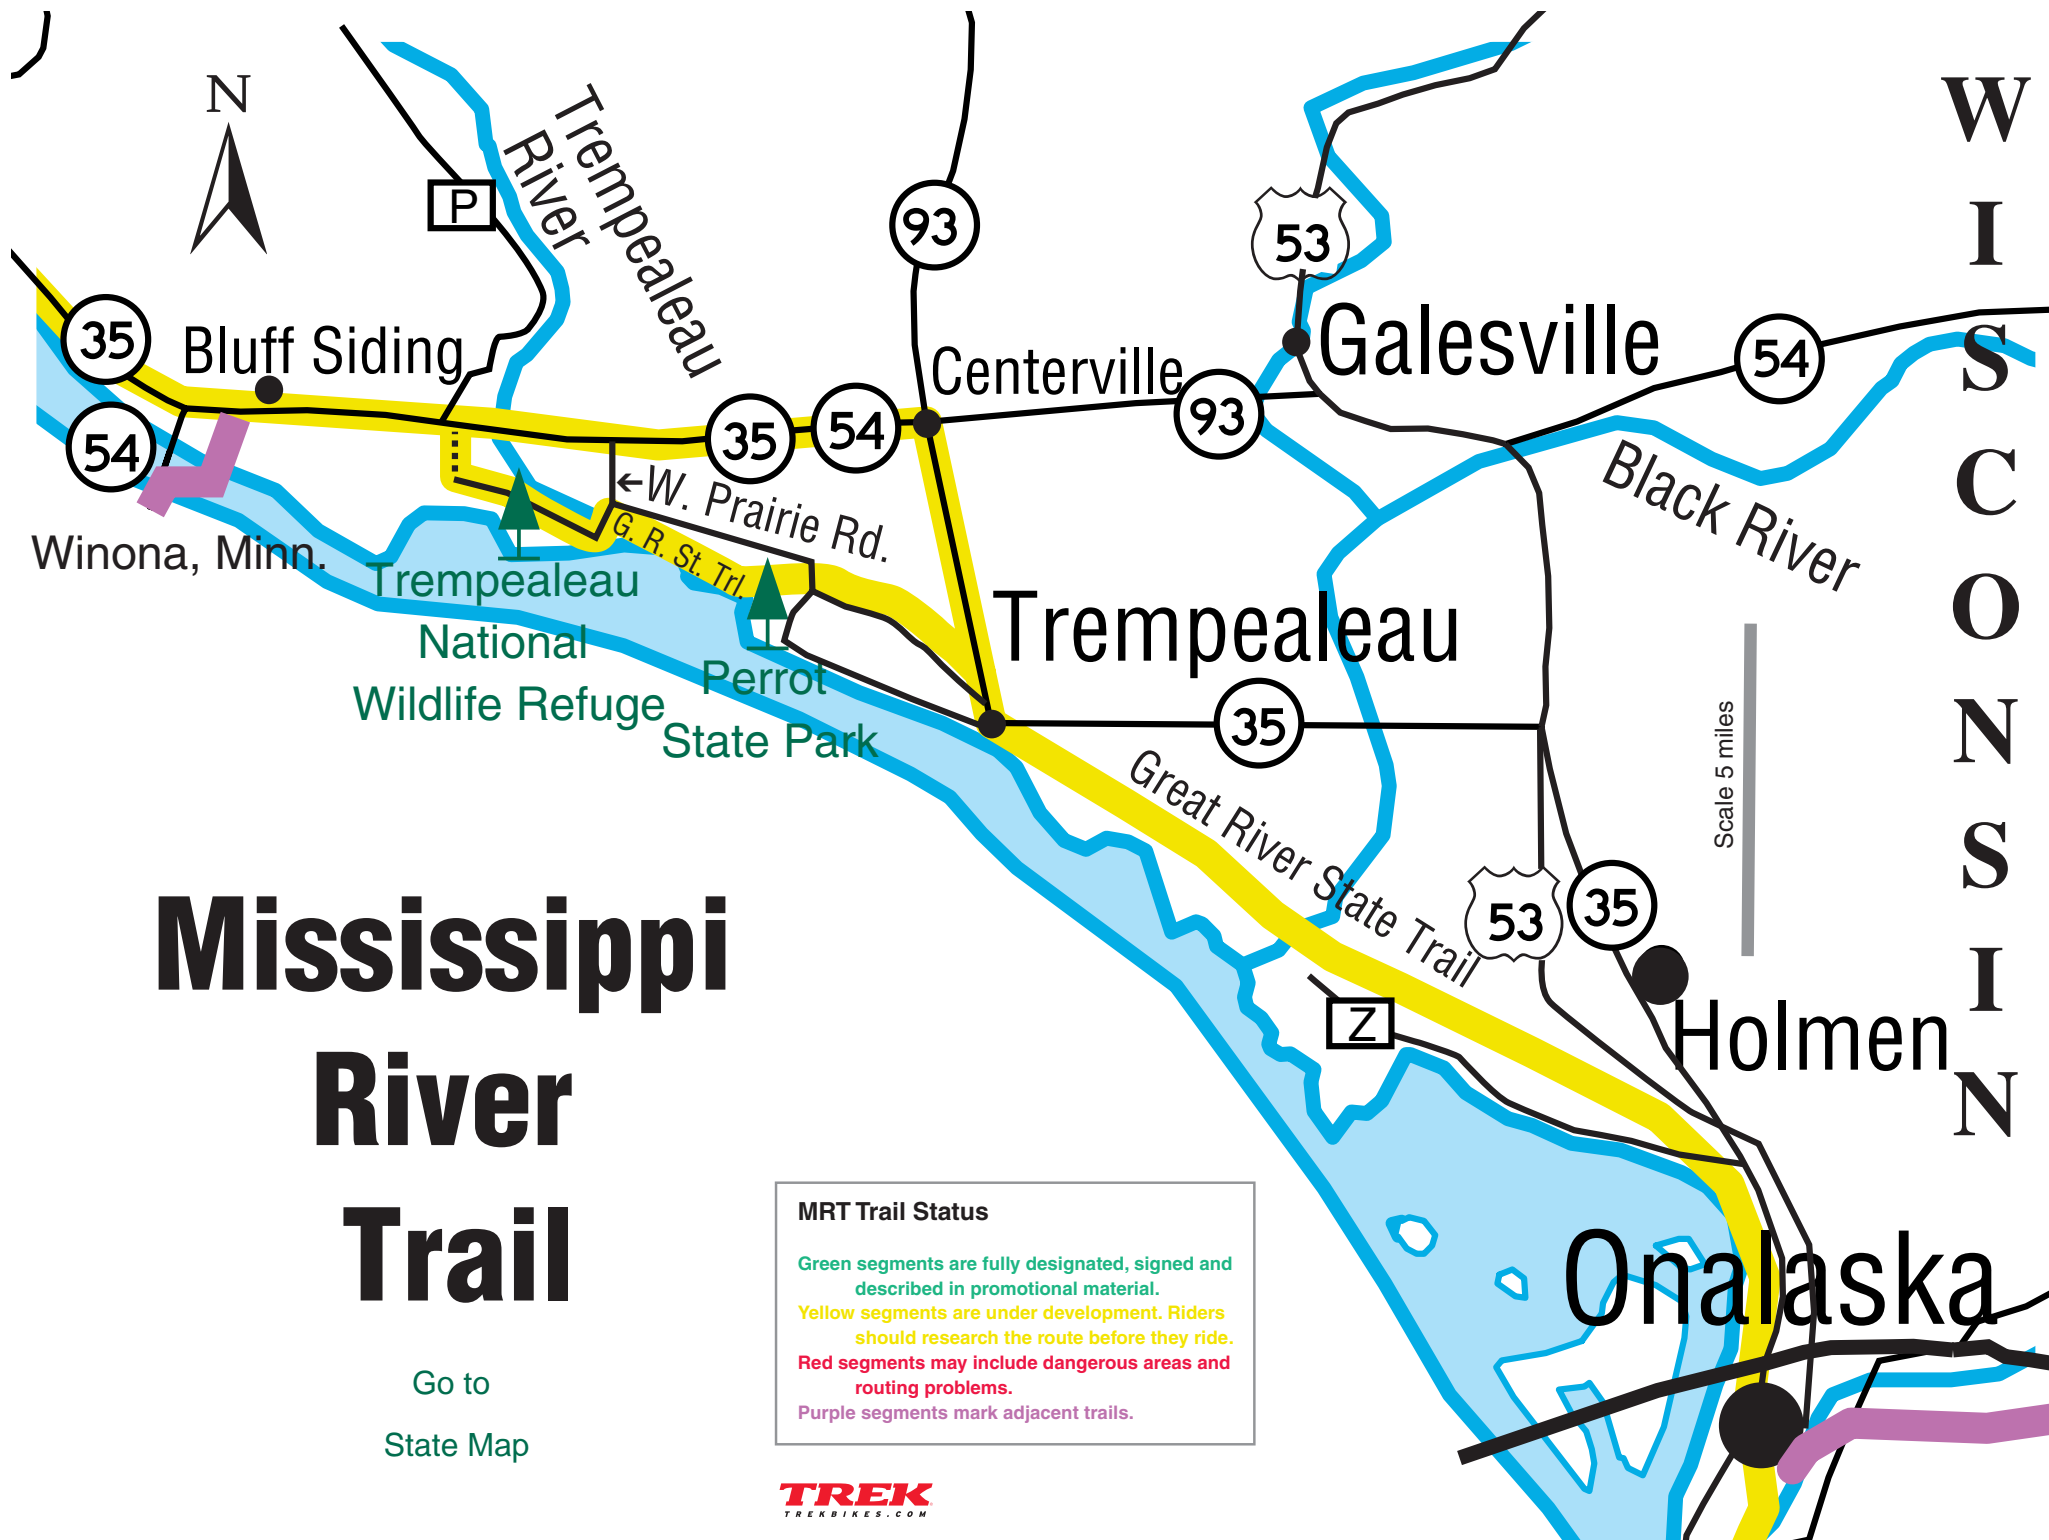 N
Trempealeau
River
P
93
53
W
I
S
C
O
N
S
I
N
35
Bluff Siding
Centerville
Galesville
54
54
35
54
93
W. Prairie Rd.
Black River
Winona, Minn.
G. R. St. Trl.
Trempealeau
National
Wildlife Refuge
Perrot
State Park
Trempealeau
35
Scale 5 miles
Great River State Trail
53
35
Z
Holmen
Mississippi
River
Trail
Onalaska
MRT Trail Status
Green segments are fully designated, signed and
described in promotional material.
Yellow segments are under development. Riders
should research the route before they ride.
Red segments may include dangerous areas and
routing problems.
Purple segments mark adjacent trails.
Go to
State Map
TREK
TREKBIKES.COM